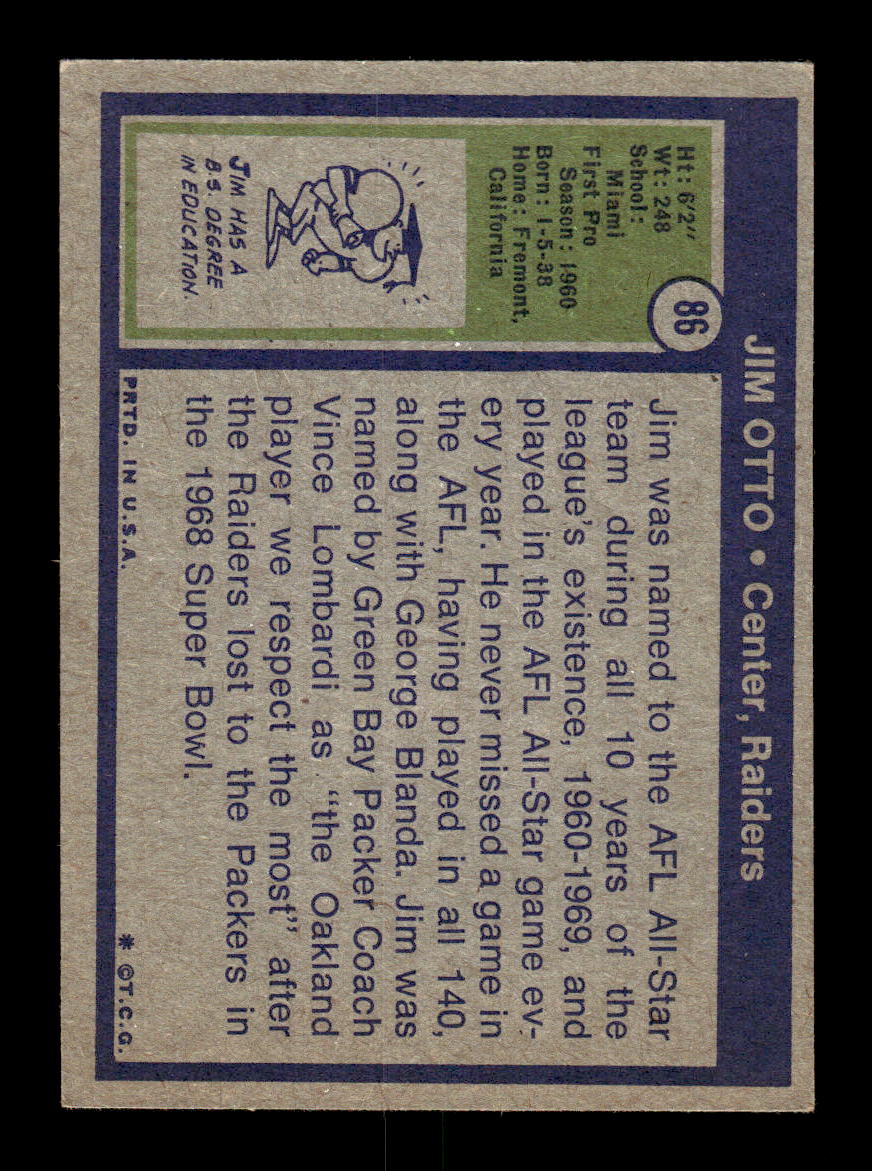 JIM OTTO • Center, Raiders
86
Ht: 6'2"
Wt: 248
School:
Miami
First Pro
Season: 1960
Born: 1-5-38
Home: Fremont,
California
JIM HAS A
B.S. DEGREE
IN EDUCATION.
Jim was named to the AFL All-Star
team during all 10 years of the
league's existence, 1960-1969, and
played in the AFL All-Star game ev-
ery year. He never missed a game in
the AFL, having played in all 140,
along with George Blanda. Jim was
named by Green Bay Packer Coach
Vince Lombardi as "the Oakland
player we respect the most" after
the Raiders lost to the Packers in
the 1968 Super Bowl.
PRTD. IN U.S.A.
* ©T.C.G.